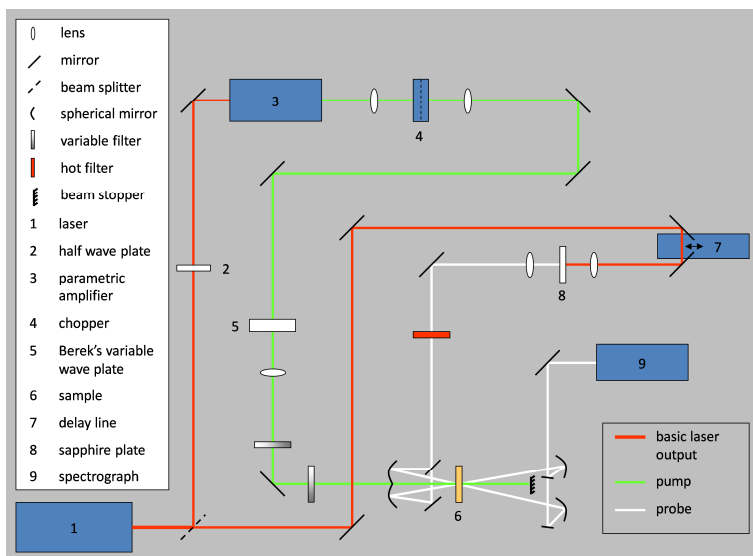 lens
mirror
beam splitter
spherical mirror
variable filter
hot filter
beam stopper
1 laser
2 half wave plate
3 parametric
amplifier
4 chopper
5 Berek's variable
wave plate
6 sample
7 delay line
8 sapphire plate
9 spectrograph
3
4
2
7
8
5
9
6
1
basic laser
output
pump
probe